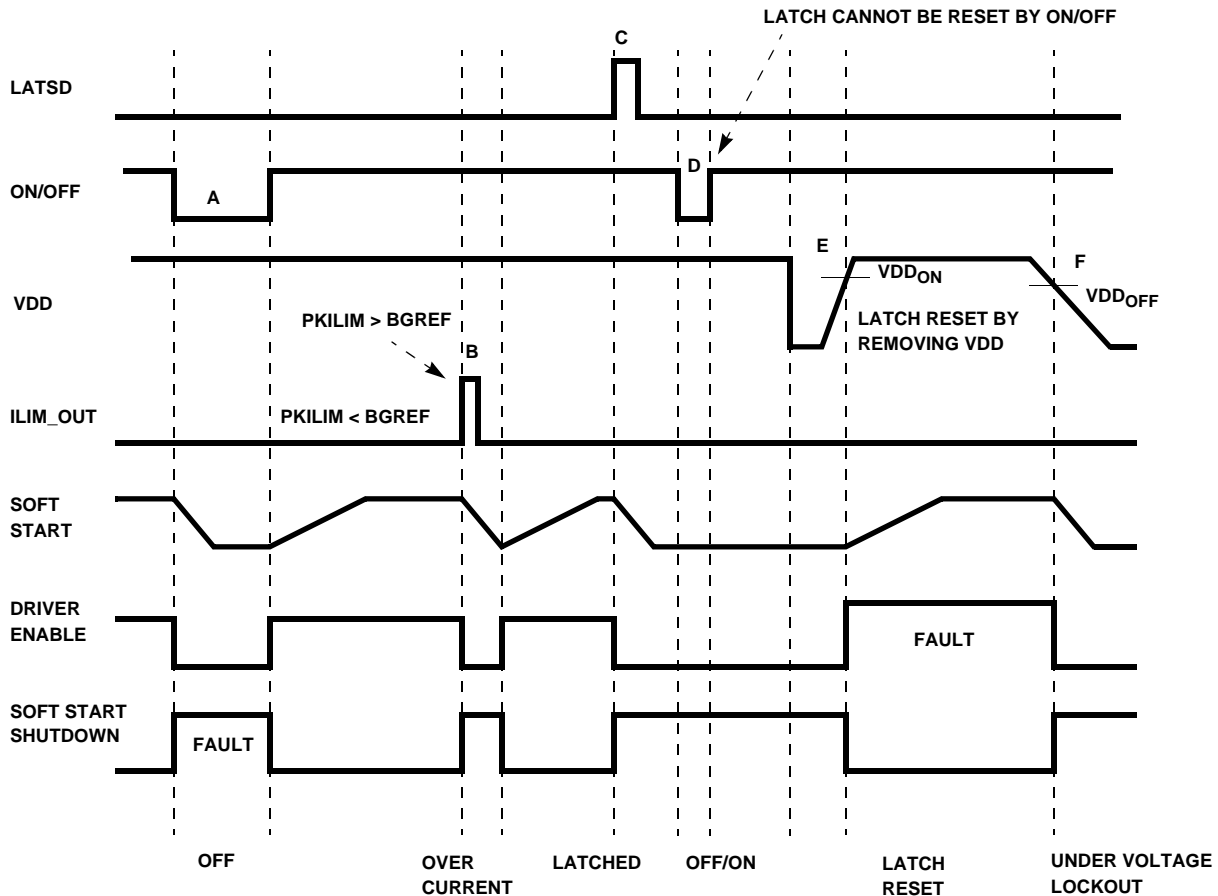 LATCH CANNOT BE RESET BY ON/OFF
C
LATSD
D
ON/OFF
A
E
F
VDDON
VDDOFF
VDD
LATCH RESET BY
REMOVING VDD
PKILIM > BGREF
B
PKILIM < BGREF
ILIM_OUT
SOFT
START
DRIVER
ENABLE
FAULT
SOFT START
SHUTDOWN
FAULT
OFF
OVER
CURRENT
LATCHED
OFF/ON
LATCH
RESET
UNDER VOLTAGE
LOCKOUT